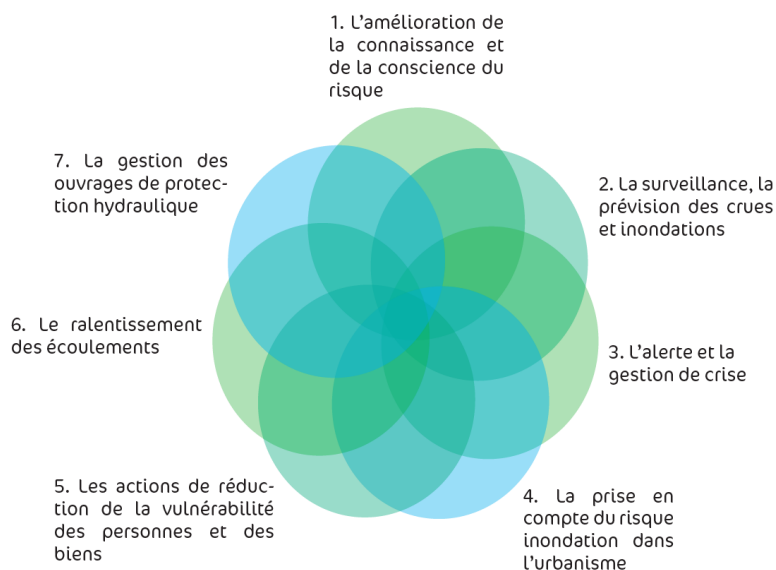 1. L'amélioration de
la connaissance et
de la conscience du
risque
2. La surveillance, la
prévision des crues
et inondations
3. L'alerte et la
gestion de crise
4. La prise en
compte du risque
inondation dans
l'urbanisme
5. Les actions de réduc-
tion de la vulnérabilité
des personnes et des
biens
6. Le ralentissement
des écoulements
7. La gestion des
ouvrages de protec-
tion hydraulique